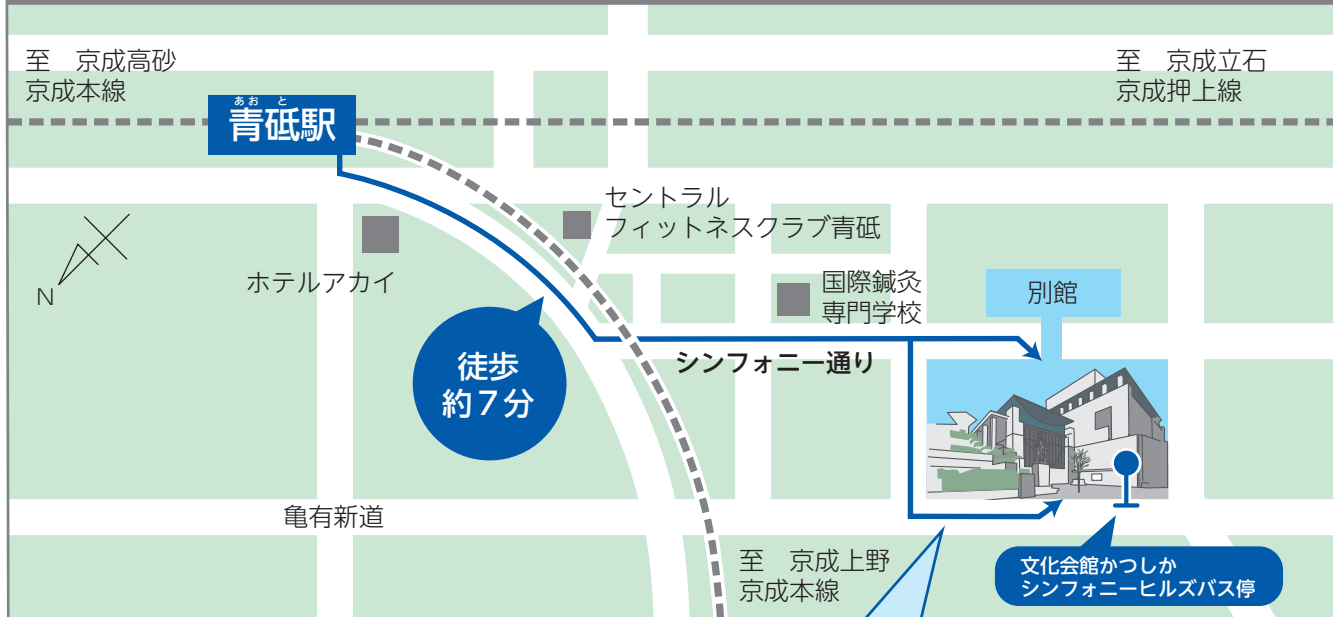 至　京成高砂
京成本線
至　京成立石
京成押上線
あお と
青砥駅
セントラル
フィットネスクラブ青砥
ホテルアカイ
N
国際鍼灸
専門学校
別館
徒歩
約7分
シンフォニー通り
亀有新道
至　京成上野
京成本線
文化会館かつしか
シンフォニーヒルズバス停